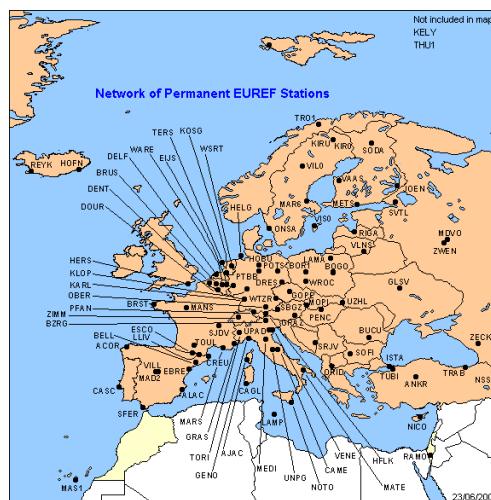 Not included in map
KELY
THU1
Network of Permanent EUREF Stations
TERS
KOSG
WARE
WSRT
DELF
EIJS
BRUS
DENT
DOUR
HELG
REYK
HOFN
TRO1
KIRU
KIR0
SODA
VIL0
VAAS
JOEN
METS
MAR6
SVTL
ONSA
VIS0
RIGA
MDVO
VLNS
ZWEN
HERS
KLOP
KARL
OBER
PFAN
ZIMM
BZRG
HOBU
POTS
BOR1
LAMA
BOGO
PTBB
DRES
WROC
GLSV
GOPE
WTZR
BRST
MANS
SBGZ
MOPI
UZHL
PENC
GRAZ
ESCO
SJDV
UPAD
BUCU
BELL
LLIV
TOUL
SRJV
SOFI
ISTA
ZECK
ACOR
CREU
VILL
EBRE
MAD2
ORID
TUBI
TRAB
ANKR
NSS
CASC
ALAC
CAGL
SFER
LAMP
NICO
MARS
GRAS
TORI
GENO
AJAC
MEDI
UNPG
VENE
CAME
NOTO
HFLK
MATE
RAMO
MAS1
23/06/200